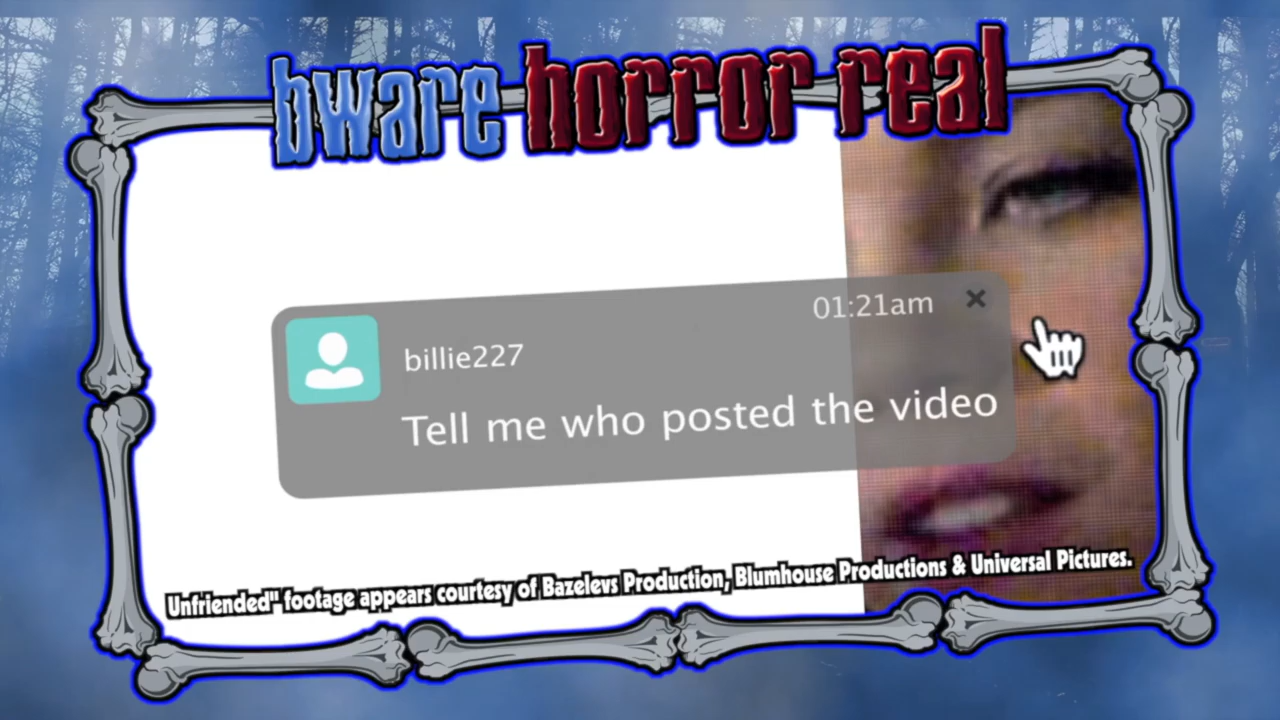 bware horror real
01:21am
billie227
Tell me who posted the video
Unfriended" footage appears courtesy of Bazelevs Production, Blumhouse Productions & Universal Pictures.